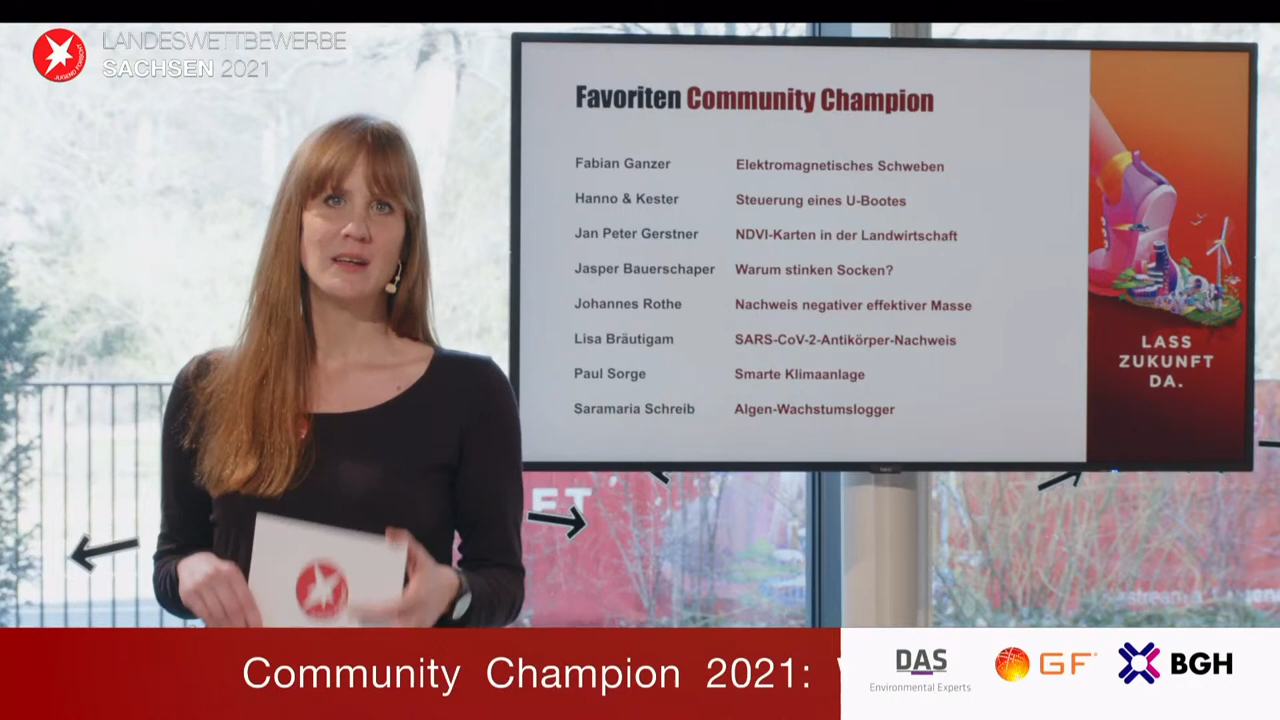 LANDESWETTBEWERBE
SACHSEN 2021
JUGEND FORSCHT
Favoriten Community Champion
Fabian Ganzer Elektromagnetisches Schweben
Hanno & Kester Steuerung eines U-Bootes
Jan Peter Gerstner NDVI-Karten in der Landwirtschaft
Jasper Bauerschaper Warum stinken Socken?
Johannes Rothe Nachweis negativer effektiver Masse
Lisa Bräutigam SARS-CoV-2-Antikörper-Nachweis
Paul Sorge Smarte Klimaanlage
Saramaria Schreib Algen-Wachstumslogger
LASS
ZUKUNFT
DA.
Community Champion 2021:
DAS
Environmental Experts
GF
BGH